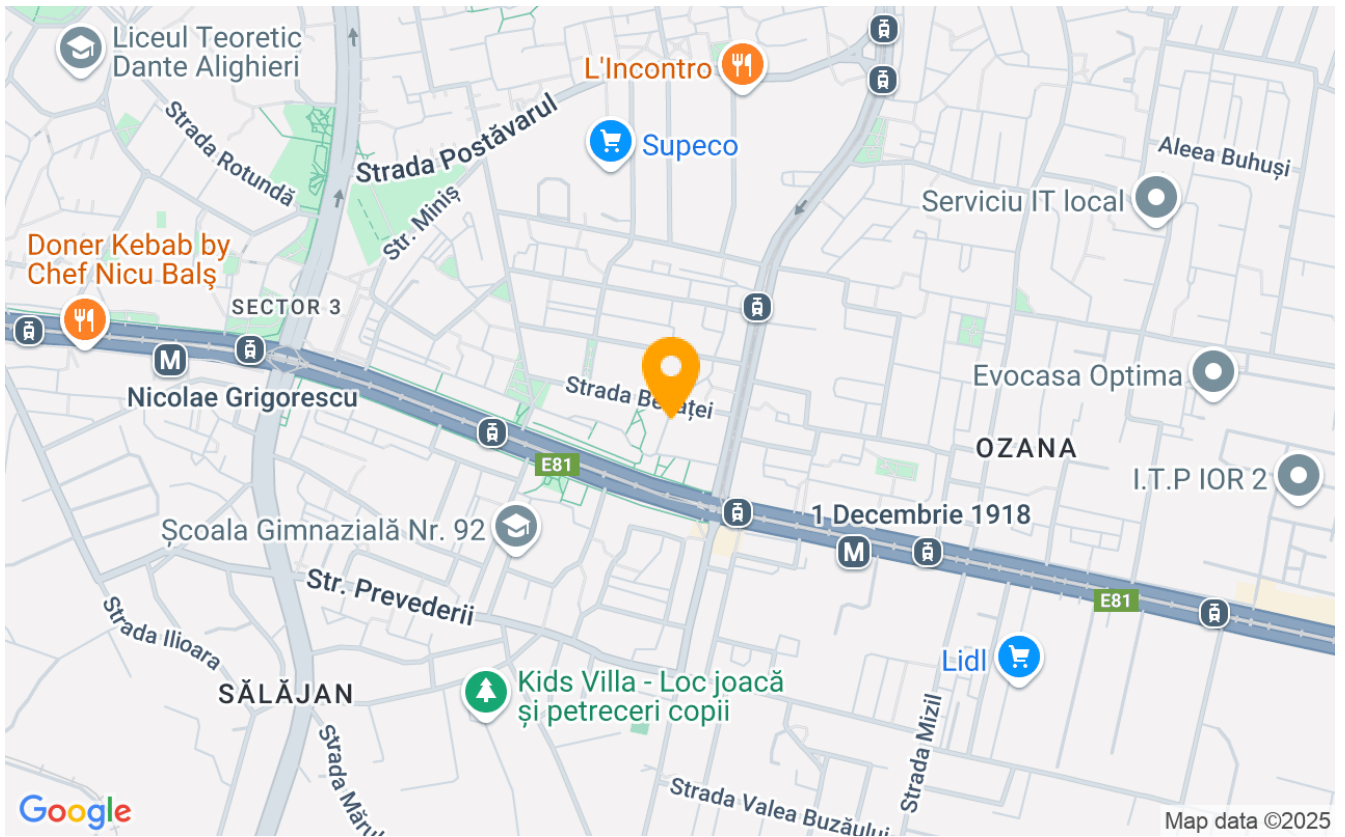 Liceul Teoretic
Dante Alighieri
L'Incontro
Strada Postăvarul
Supeco
Strada Rotundă
Aleea Buhuși
Serviciu IT local
Str. Miniș
Doner Kebab by
Chef Nicu Balş
SECTOR 3
M
Nicolae Grigorescu
Strada
Evocasa Optima
OZANA
E81
I.T.P IOR 2
Școala Gimnazială Nr. 92
1 Decembrie 1918
M
Str. Prevederii
E81
Strada Ilioara
Lidl
SĂLĂJAN
Kids Villa - Loc joacă
și petreceri copii
Strada Mizil
Strada
Strada Valea Buzăului
Google
Map data ©2025